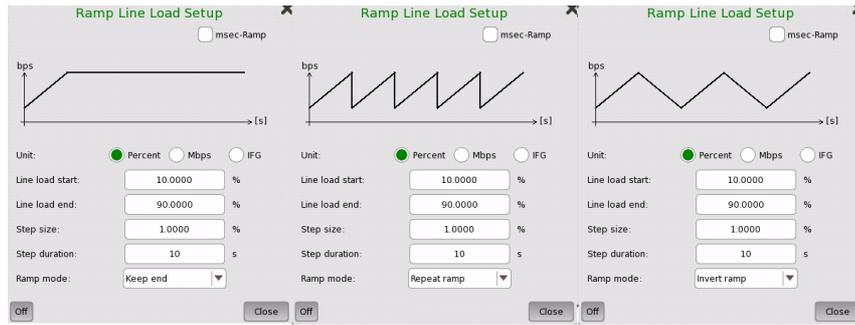 Ramp Line Load Setup
msec-Ramp
bps
[s]
Unit: Percent Mbps IFG
Line load start: 10.0000 %
Line load end: 90.0000 %
Step size: 1.0000 %
Step duration: 10 s
Ramp mode: Keep end
Off Close
Ramp Line Load Setup
msec-Ramp
bps
[s]
Unit: Percent Mbps IFG
Line load start: 10.0000 %
Line load end: 90.0000 %
Step size: 1.0000 %
Step duration: 10 s
Ramp mode: Repeat ramp
Off Close
Ramp Line Load Setup
msec-Ramp
bps
[s]
Unit: Percent Mbps IFG
Line load start: 10.0000 %
Line load end: 90.0000 %
Step size: 1.0000 %
Step duration: 10 s
Ramp mode: Invert ramp
Off Close